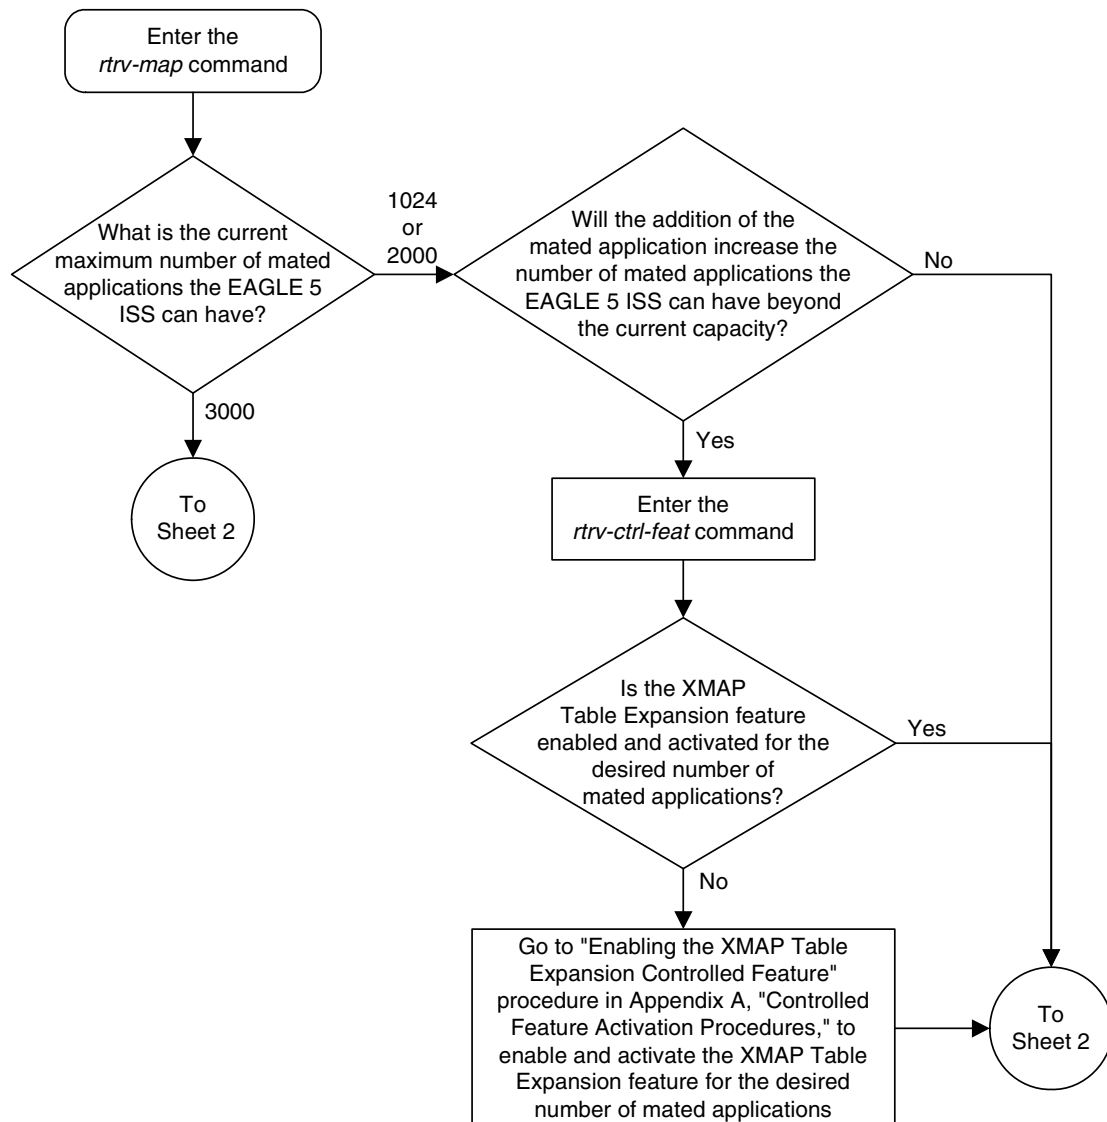 Enter the
rtrv-map command
What is the current
maximum number of mated
applications the EAGLE 5
ISS can have?
1024
or
2000
Will the addition of the
mated application increase the
number of mated applications the
EAGLE 5 ISS can have beyond
the current capacity?
No
3000
To
Sheet 2
Yes
Enter the
rtrv-ctrl-feat command
Is the XMAP
Table Expansion feature
enabled and activated for the
desired number of
mated applications?
Yes
No
Go to "Enabling the XMAP Table
Expansion Controlled Feature"
procedure in Appendix A, "Controlled
Feature Activation Procedures," to
enable and activate the XMAP Table
Expansion feature for the desired
number of mated applications
To
Sheet 2